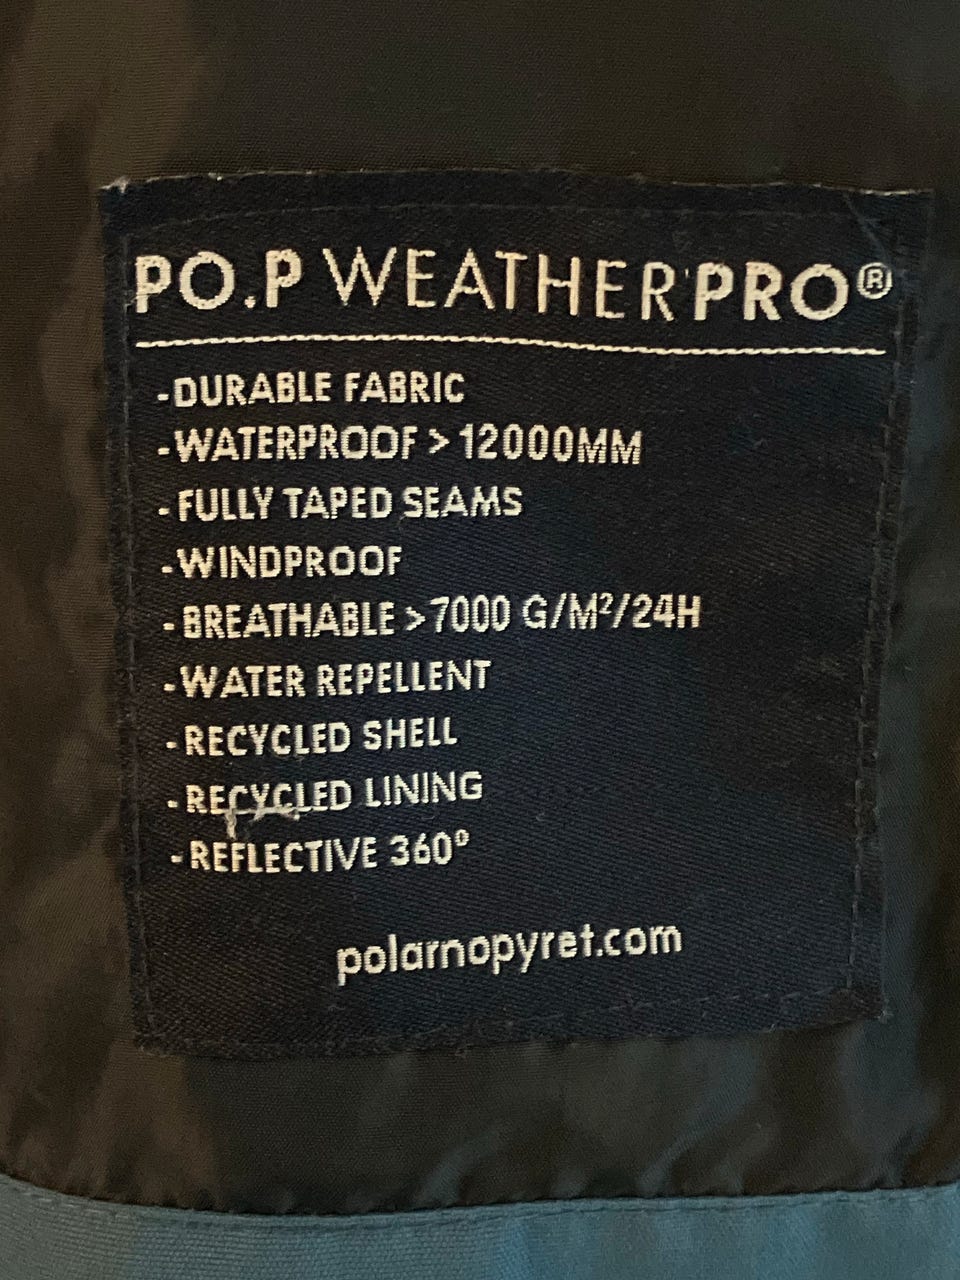 PO.P WEATHERPRO®
-DURABLE FABRIC
-WATERPROOF > 12000MM
-FULLY TAPED SEAMS
-WINDPROOF
-BREATHABLE > 7000 G/M²/24H
-WATER REPELLENT
-RECYCLED SHELL
-RECYCLED LINING
-REFLECTIVE 360°
polarnopyret.com